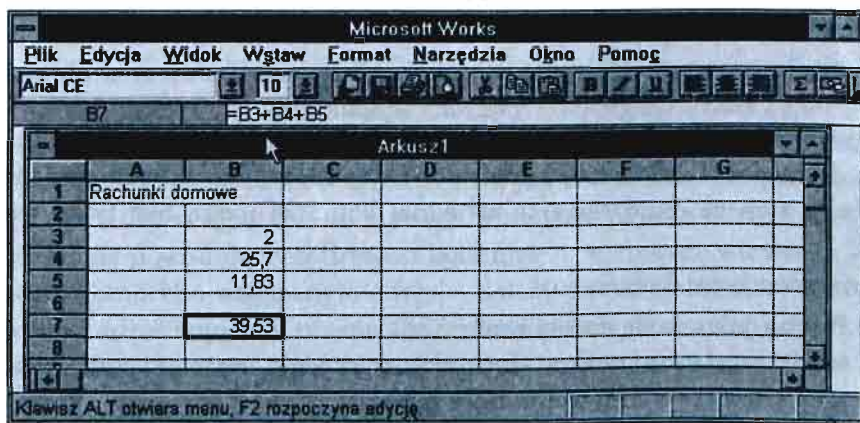 Microsoft Works
Plik Edycja Widok Wstaw Format Narzędzia Okno Pomoc
Arial CE 10 B I U Σ
B7 =B3+B4+B5
Arkusz1
A B C D E F G
1 Rachunki domowe
2
3 2
4 25,7
5 11,83
6
7 39,53
8
Klawisz ALT otwiera menu, F2 rozpoczyna edycję.